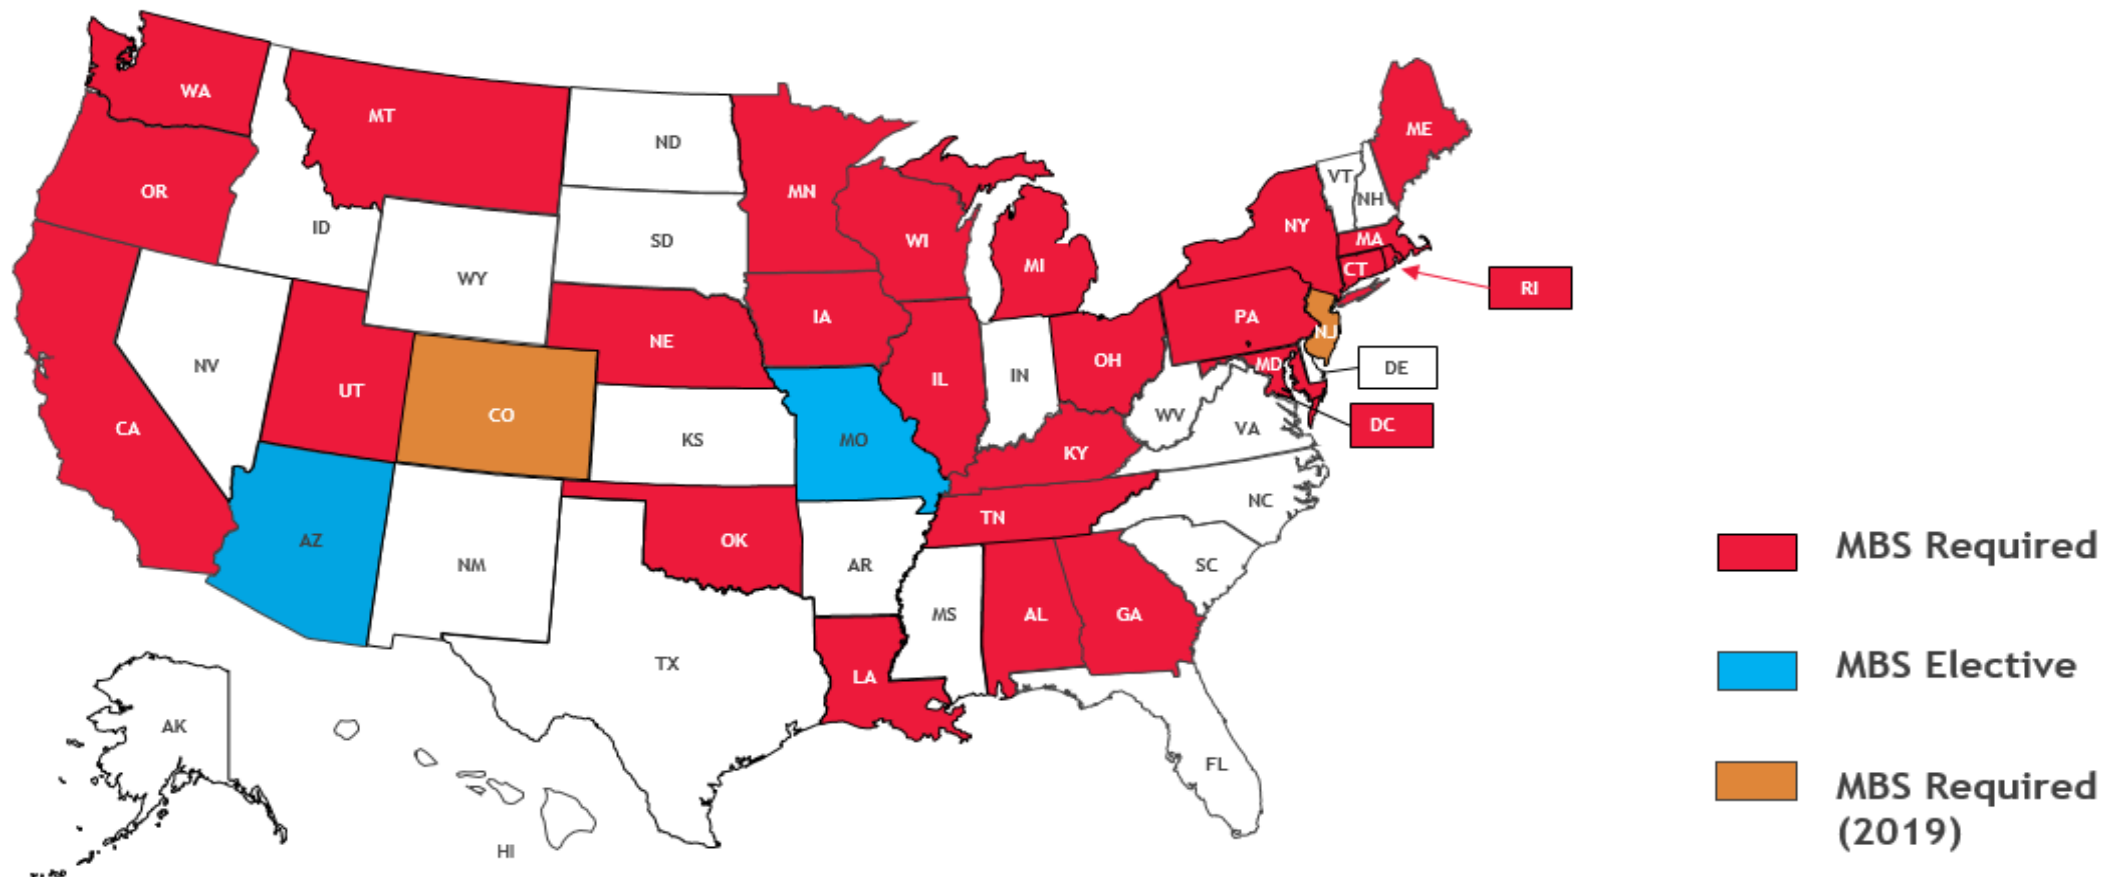 WA
MT
ND
MN
ME
VT
NH
OR
ID
SD
WI
MI
NY
MA
CT
RI
WY
NE
IA
PA
NJ
NV
UT
CO
IL
IN
OH
MD
DE
DC
CA
KS
MO
KY
WV
VA
AZ
NM
OK
AR
TN
NC
SC
MS
AL
GA
TX
LA
FL
AK
HI
MBS Required
MBS Elective
MBS Required
(2019)